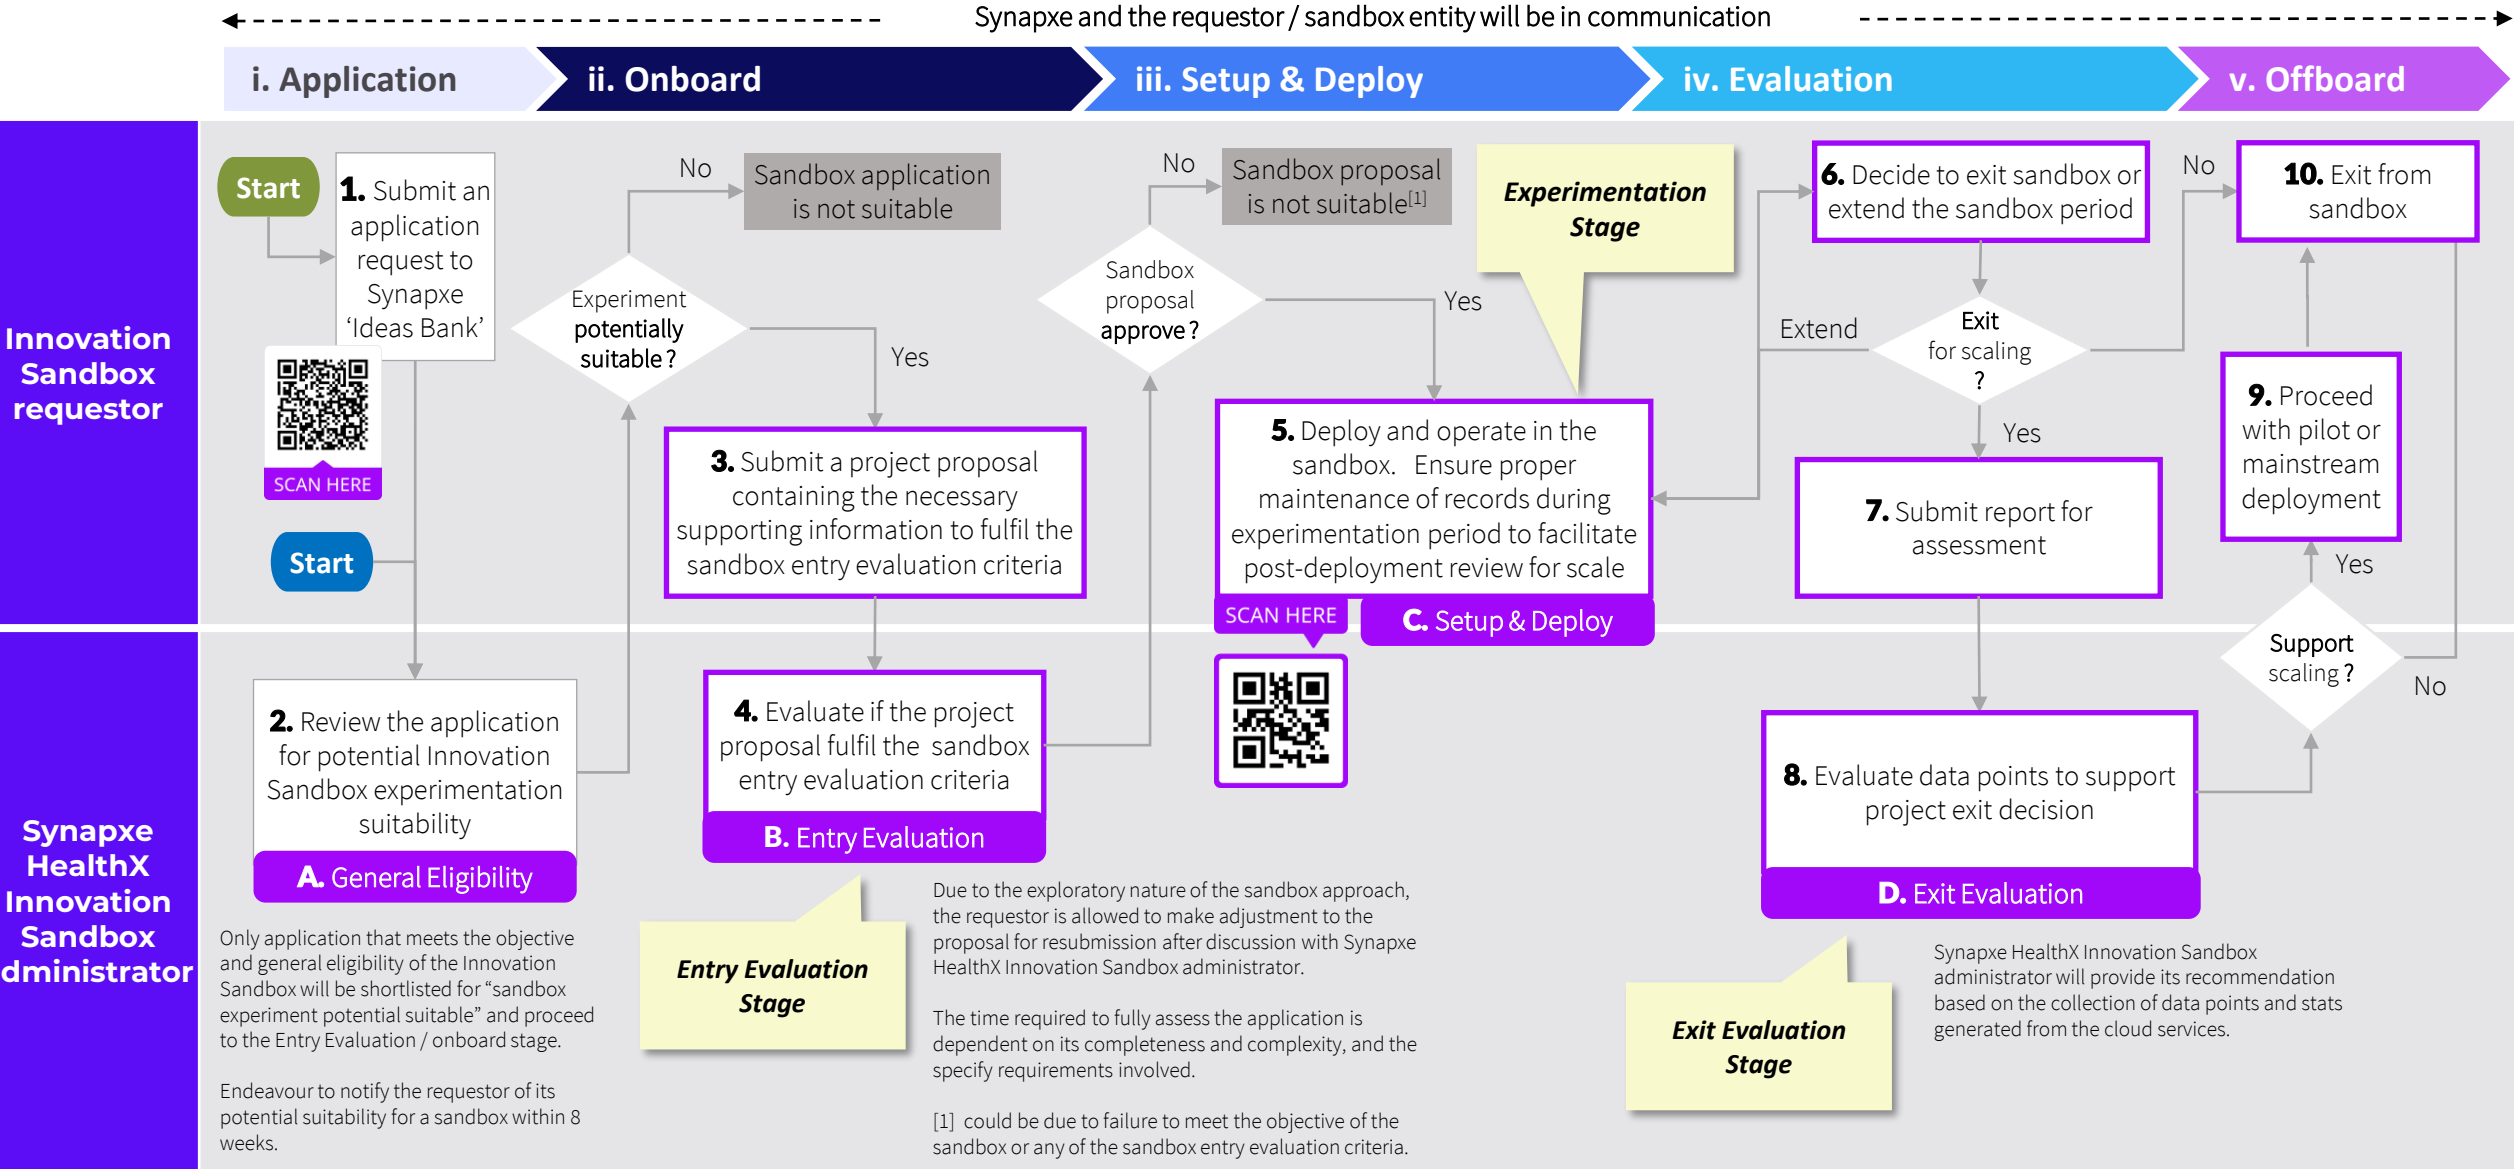 Synapxe and the requestor / sandbox entity will be in communication
i. Application
ii. Onboard
iii. Setup & Deploy
iv. Evaluation
v. Offboard
Innovation
Sandbox
requestor
Start
1. Submit an
application
request to
Synapxe
‘Ideas Bank’
SCAN HERE
Start
Experiment
potentially
suitable ?
No
Sandbox application
is not suitable
Yes
3. Submit a project proposal
containing the necessary
supporting information to fulfil the
sandbox entry evaluation criteria
Sandbox
proposal
approve ?
No
Sandbox proposal
is not suitable[1]
Yes
Experimentation
Stage
5. Deploy and operate in the
sandbox. Ensure proper
maintenance of records during
experimentation period to facilitate
post-deployment review for scale
SCAN HERE
C. Setup & Deploy
6. Decide to exit sandbox or
extend the sandbox period
Extend
Exit
for scaling
?
No
Yes
7. Submit report for
assessment
10. Exit from
sandbox
9. Proceed
with pilot or
mainstream
deployment
Yes
Support
scaling ?
No
Synapxe
HealthX
Innovation
Sandbox
dministrator
2. Review the application
for potential Innovation
Sandbox experimentation
suitability
A. General Eligibility
Only application that meets the objective
and general eligibility of the Innovation
Sandbox will be shortlisted for “sandbox
experiment potential suitable” and proceed
to the Entry Evaluation / onboard stage.
Endeavour to notify the requestor of its
potential suitability for a sandbox within 8
weeks.
4. Evaluate if the project
proposal fulfil the sandbox
entry evaluation criteria
B. Entry Evaluation
Entry Evaluation
Stage
Due to the exploratory nature of the sandbox approach,
the requestor is allowed to make adjustment to the
proposal for resubmission after discussion with Synapxe
HealthX Innovation Sandbox administrator.
The time required to fully assess the application is
dependent on its completeness and complexity, and the
specify requirements involved.
[1] could be due to failure to meet the objective of the
sandbox or any of the sandbox entry evaluation criteria.
8. Evaluate data points to support
project exit decision
D. Exit Evaluation
Exit Evaluation
Stage
Synapxe HealthX Innovation Sandbox
administrator will provide its recommendation
based on the collection of data points and stats
generated from the cloud services.